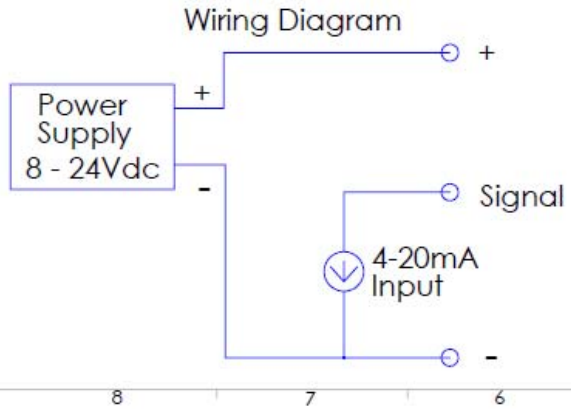 Wiring Diagram
+
+
Power
Supply
8 - 24Vdc
-
Signal
4-20mA
Input
-
8 7 6